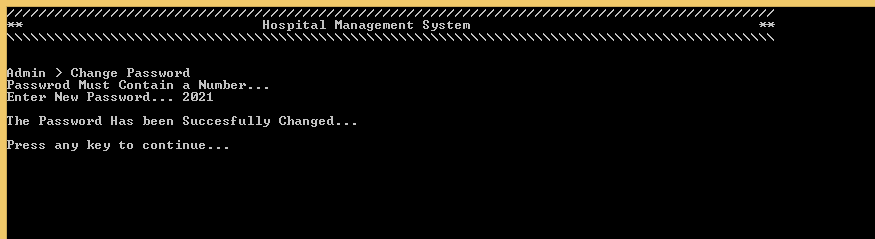 ////////////////////////////////////////////////////////////////////////////////////////////////
** Hospital Management System **
\\\\\\\\\\\\\\\\\\\\\\\\\\\\\\\\\\\\\\\\\\\\\\\\\\\\\\\\\\\\\\\\\\\\\\\\\\\\\\\\\\\\\\\\\\\\\\\\
Admin > Change Password
Passwrod Must Contain a Number...
Enter New Password... 2021
The Password Has been Succesfully Changed...
Press any key to continue...